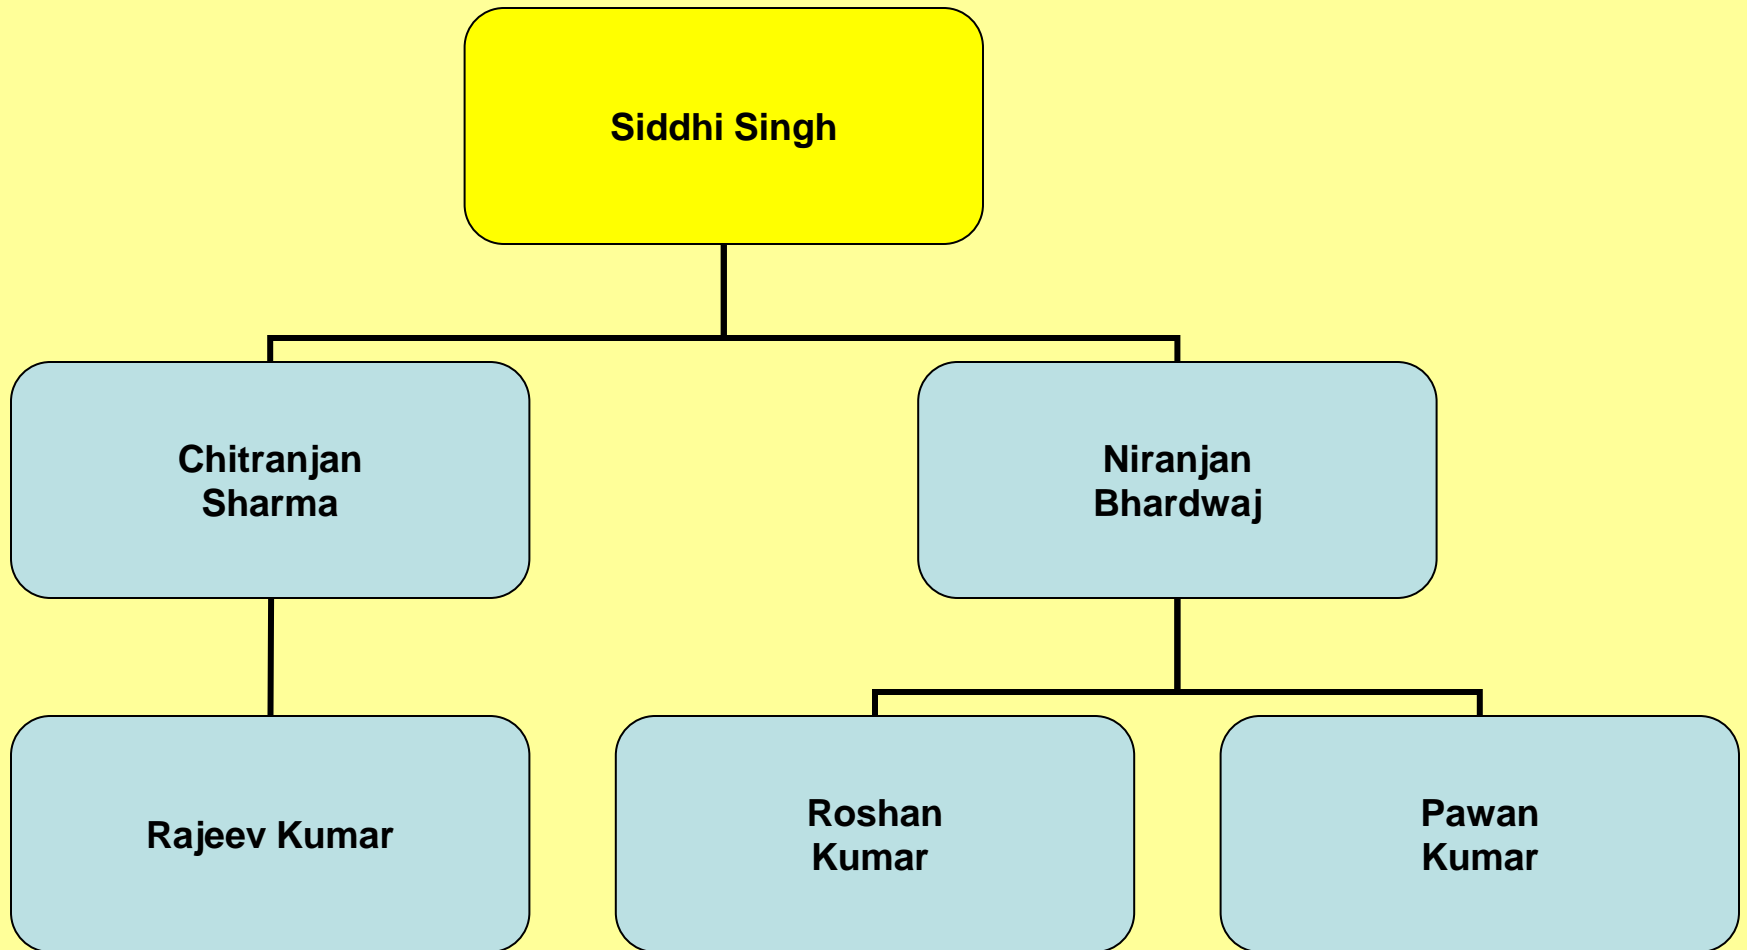 Siddhi Singh
Chitranjan
Sharma
Niranjan
Bhardwaj
Rajeev Kumar
Roshan
Kumar
Pawan
Kumar